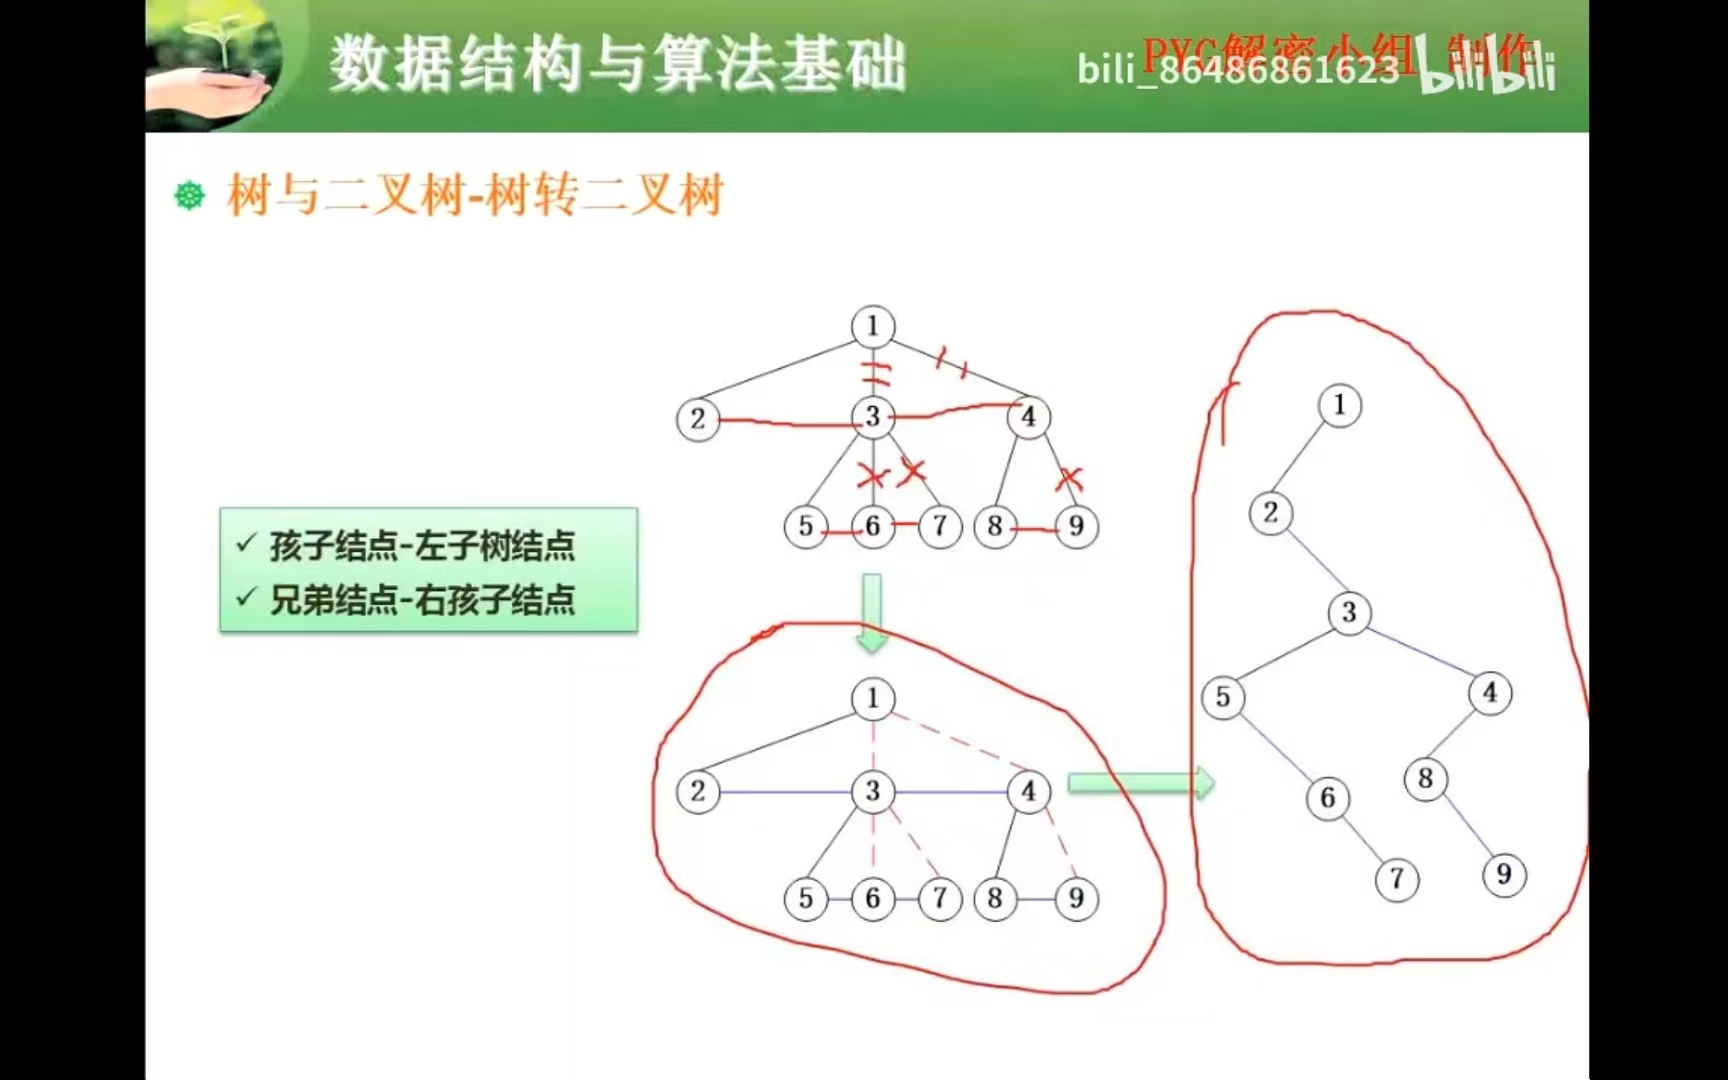 数据结构与算法基础
PYG解密小组 制作
bili_86486861623 bilibili
树与二叉树-树转二叉树
1
2 3 4
5 6 7 8 9
✓ 孩子结点-左子树结点
✓ 兄弟结点-右孩子结点
1
2 3 4
5 6 7 8 9
1
2
3
5 4
6 8
7 9